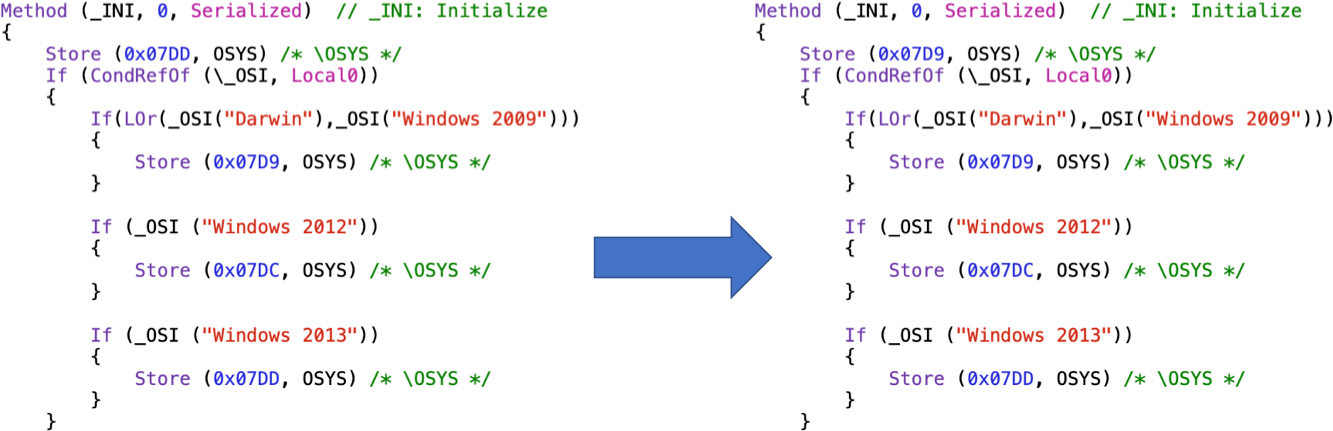 Method (_INI, 0, Serialized)  // _INI: Initialize
{
    Store (0x07DD, OSYS) /* \OSYS */
    If (CondRefOf (\_OSI, Local0))
    {
        If(LOr(_OSI("Darwin"),_OSI("Windows 2009")))
        {
            Store (0x07D9, OSYS) /* \OSYS */
        }
        If (_OSI ("Windows 2012"))
        {
            Store (0x07DC, OSYS) /* \OSYS */
        }
        If (_OSI ("Windows 2013"))
        {
            Store (0x07DD, OSYS) /* \OSYS */
        }
    }
Method (_INI, 0, Serialized)  // _INI: Initialize
{
    Store (0x07D9, OSYS) /* \OSYS */
    If (CondRefOf (\_OSI, Local0))
    {
        If(LOr(_OSI("Darwin"),_OSI("Windows 2009")))
        {
            Store (0x07D9, OSYS) /* \OSYS */
        }
        If (_OSI ("Windows 2012"))
        {
            Store (0x07DC, OSYS) /* \OSYS */
        }
        If (_OSI ("Windows 2013"))
        {
            Store (0x07DD, OSYS) /* \OSYS */
        }
    }